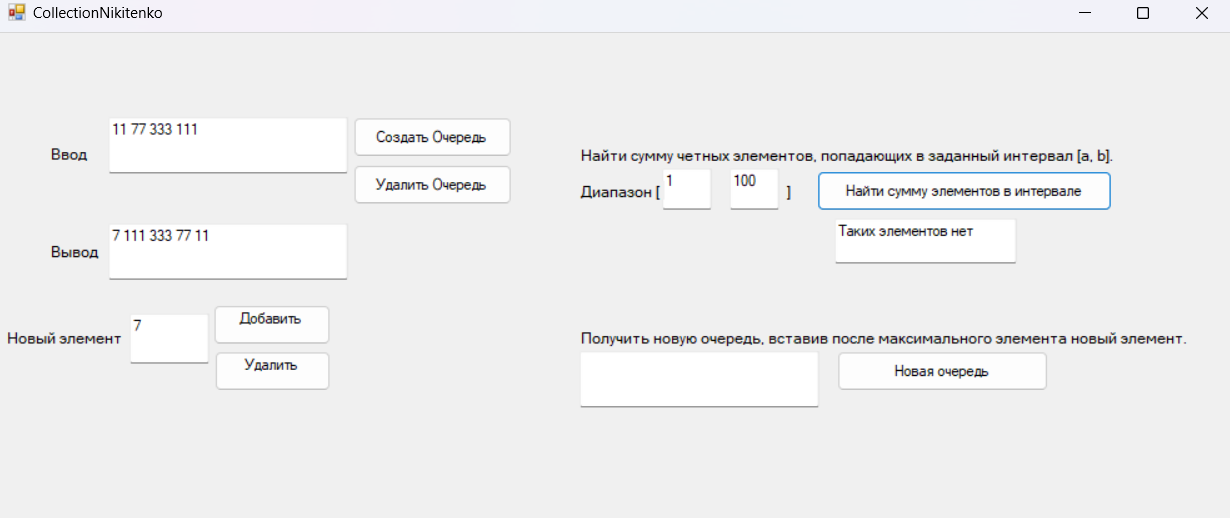 CollectionNikitenko
Ввод
11 77 333 111
Создать Очередь
Удалить Очередь
Вывод
7 111 333 77 11
Новый элемент
7
Добавить
Удалить
Найти сумму четных элементов, попадающих в заданный интервал [a, b].
Диапазон [ 1 100 ]
Найти сумму элементов в интервале
Таких элементов нет
Получить новую очередь, вставив после максимального элемента новый элемент.
Новая очередь